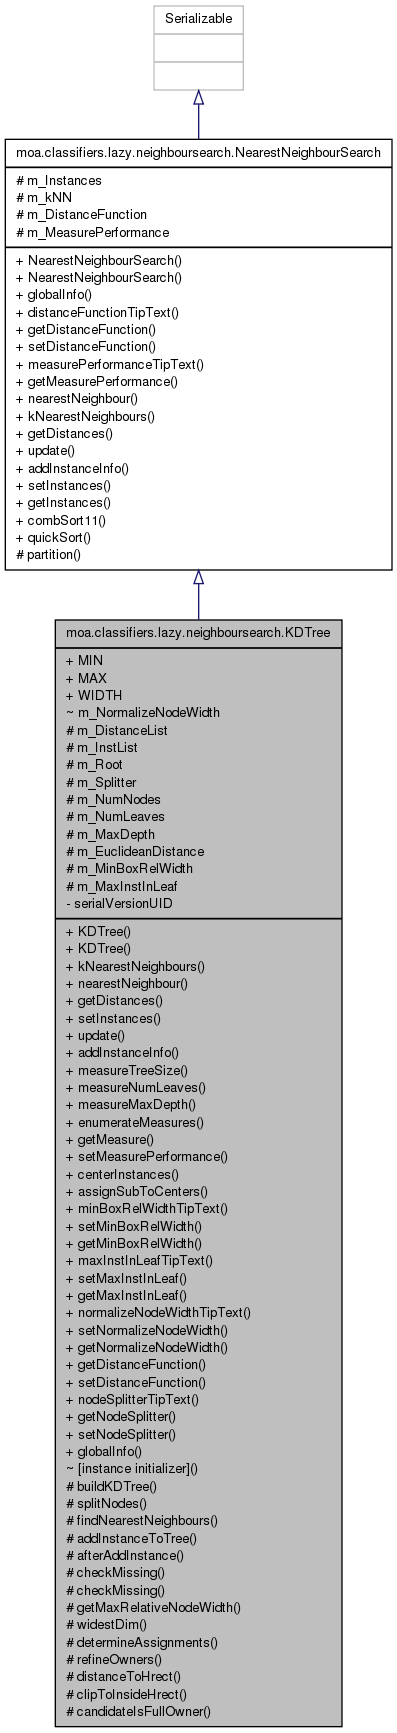 Serializable
moa.classifiers.lazy.neighboursearch.NearestNeighbourSearch
# m_Instances
# m_kNN
# m_DistanceFunction
# m_MeasurePerformance
+ NearestNeighbourSearch()
+ NearestNeighbourSearch()
+ globalInfo()
+ distanceFunctionTipText()
+ getDistanceFunction()
+ setDistanceFunction()
+ measurePerformanceTipText()
+ getMeasurePerformance()
+ nearestNeighbour()
+ kNearestNeighbours()
+ getDistances()
+ update()
+ addInstanceInfo()
+ setInstances()
+ getInstances()
+ combSort11()
+ quickSort()
# partition()
moa.classifiers.lazy.neighboursearch.KDTree
+ MIN
+ MAX
+ WIDTH
~ m_NormalizeNodeWidth
# m_DistanceList
# m_InstList
# m_Root
# m_Splitter
# m_NumNodes
# m_NumLeaves
# m_MaxDepth
# m_EuclideanDistance
# m_MinBoxRelWidth
# m_MaxInstInLeaf
- serialVersionUID
+ KDTree()
+ KDTree()
+ kNearestNeighbours()
+ nearestNeighbour()
+ getDistances()
+ setInstances()
+ update()
+ addInstanceInfo()
+ measureTreeSize()
+ measureNumLeaves()
+ measureMaxDepth()
+ enumerateMeasures()
+ getMeasure()
+ setMeasurePerformance()
+ centerInstances()
+ assignSubToCenters()
+ minBoxRelWidthTipText()
+ setMinBoxRelWidth()
+ getMinBoxRelWidth()
+ maxInstInLeafTipText()
+ setMaxInstInLeaf()
+ getMaxInstInLeaf()
+ normalizeNodeWidthTipText()
+ setNormalizeNodeWidth()
+ getNormalizeNodeWidth()
+ getDistanceFunction()
+ setDistanceFunction()
+ nodeSplitterTipText()
+ getNodeSplitter()
+ setNodeSplitter()
+ globalInfo()
~ [instance initializer]()
# buildKDTree()
# splitNodes()
# findNearestNeighbours()
# addInstanceToTree()
# afterAddInstance()
# checkMissing()
# checkMissing()
# getMaxRelativeNodeWidth()
# widestDim()
# determineAssignments()
# refineOwners()
# distanceToHrect()
# clipToInsideHrect()
# candidateIsFullOwner()